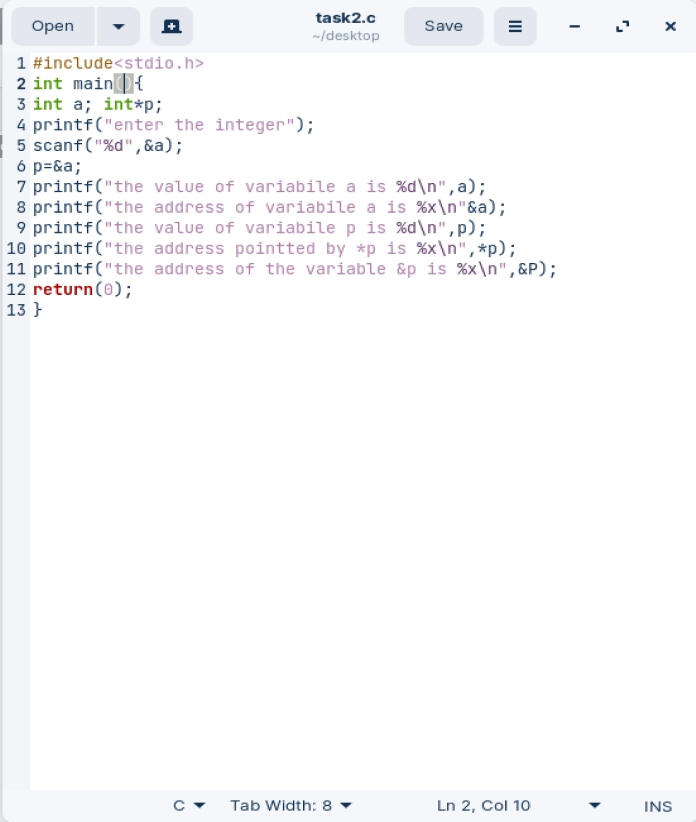 Open
task2.c
~/desktop
Save
1 #include<stdio.h>
2 int main(){
3 int a; int*p;
4 printf("enter the integer");
5 scanf("%d",&a);
6 p=&a;
7 printf("the value of variabile a is %d\n",a);
8 printf("the address of variabile a is %x\n"&a);
9 printf("the value of variabile p is %d\n",p);
10 printf("the address pointted by *p is %x\n",*p);
11 printf("the address of the variable &p is %x\n",&P);
12 return(0);
13 }
C Tab Width: 8 Ln 2, Col 10 INS